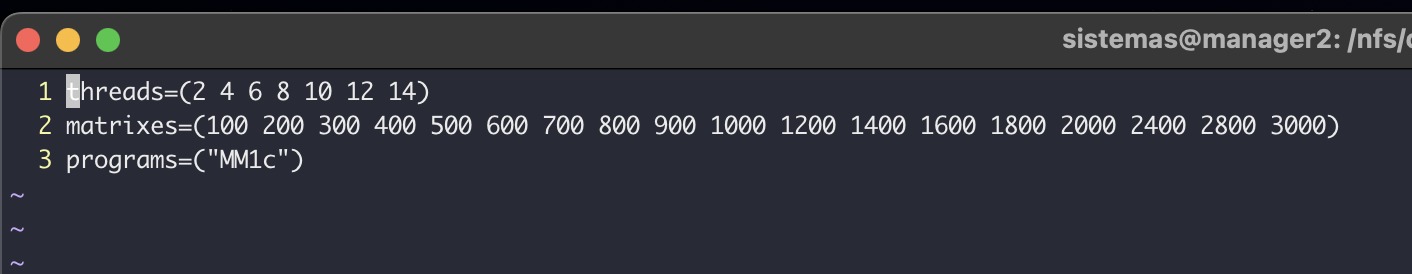 sistemas@manager2: /nfs/
1 threads=(2 4 6 8 10 12 14)
2 matrixes=(100 200 300 400 500 600 700 800 900 1000 1200 1400 1600 1800 2000 2400 2800 3000)
3 programs=("MM1c")
~
~
~